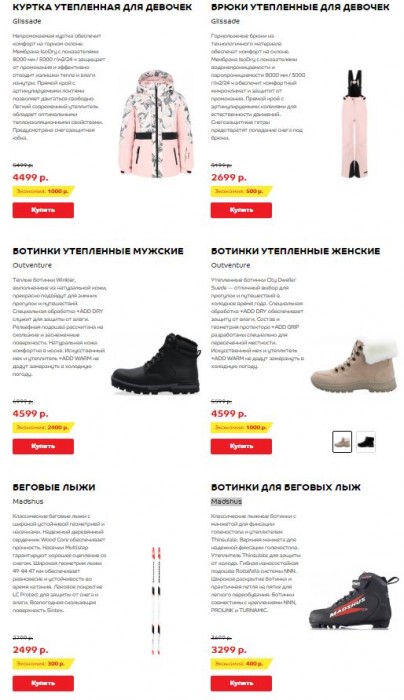 КУРТКА УТЕПЛЕННАЯ ДЛЯ ДЕВОЧЕК
Glissade
Непромокаемая куртка обеспечит
комфорт на горном склоне.
Мембрана IsoDry с показателями
8000 мм / 5000 г/м2/24 ч защищает от
промокания и эффективно
отводит излишки тепла и влаги
изнутри. Прямой крой с
артикулируемыми локтями
позволяет двигаться свободно.
Легкий современный утеплитель
обладает оптимальными
теплоизоляционными свойствами.
Предусмотрена снегозащитная
юбка.
5499 р.
4499 р.
Экономия: 1000 р.
Купить
БРЮКИ УТЕПЛЕННЫЕ ДЛЯ ДЕВОЧЕК
Glissade
Горнолыжные брюки из
технологичного материала
обеспечат комфорт на склоне.
Мембрана IsoDry с показателями
водонепроницаемости и
паропроницаемости 8000 мм / 5000
г/м2/24 ч обеспечит комфортный
микроклимат и защитит от
промокания. Прямой крой с
артикулируемыми коленями для
естественности движений.
Снегозащитные гетры
предотвратят попадание снега под
брюки.
3199 р.
2699 р.
Экономия: 500 р.
Купить
БОТИНКИ УТЕПЛЕННЫЕ МУЖСКИЕ
Outventure
Теплые ботинки Winklar,
выполненные из натуральной кожи,
прекрасно подойдут для зимних
прогулок и путешествий.
Специальная обработка +ADD DRY
служит для защиты от влаги.
Рельефная подошва рассчитана на
скользкие и заснеженные
поверхности. Натуральная кожа
комфортна в носке. Искусственный
мех и утеплитель +ADD WARM не
дадут замерзнуть в холодную
погоду.
6999 р.
4599 р.
Экономия: 2400 р.
Купить
БОТИНКИ УТЕПЛЕННЫЕ ЖЕНСКИЕ
Outventure
Утепленные ботинки City Dweller
Suede — отличный выбор для
прогулок и путешествий в
холодное время года. Специальная
обработка +ADD DRY обеспечивает
защиту от влаги. Состав и
геометрия протектора +ADD GRIP
разработаны специально для
пересеченной местности.
Искусственный мех и утеплитель
+ADD WARM не дадут замерзнуть в
холодную погоду.
5599 р.
4599 р.
Экономия: 1000 р.
Купить
БЕГОВЫЕ ЛЫЖИ
Madshus
Классические беговые лыжи с
широкой устойчивой геометрией и
насечками. Надежный деревянный
сердечник Wood Core обеспечивает
прочность. Насечки Multistep
гарантируют хорошее сцепление со
снегом. Широкая геометрия лыжи
49-44-47 мм обеспечивает
равновесие и устойчивость во
время катания. Лаковое покрытие
LC Protect для защиты от снега и
влаги. Всепогодная скользящая
поверхность Sintex.
2799 р.
2499 р.
Экономия: 300 р.
Купить
БОТИНКИ ДЛЯ БЕГОВЫХ ЛЫЖ
Madshus
Классические лыжные ботинки с
манжетой для фиксации
голеностопа и утеплителем
Thinsulate. Верхняя манжета для
надежной фиксации голеностопа.
Утеплитель Thinsulate для защиты
от холода. Гибкая износостойкая
подошва Rottafella системы NNN.
Широкое раскрытие ботинка и
практичная петля на пятке для
легкого переобувания. Ботинки
совместимы с креплениями NNN,
PROLINK и TURNAMIC.
MADSHUS
3699 р.
3299 р.
Экономия: 400 р.
Купить